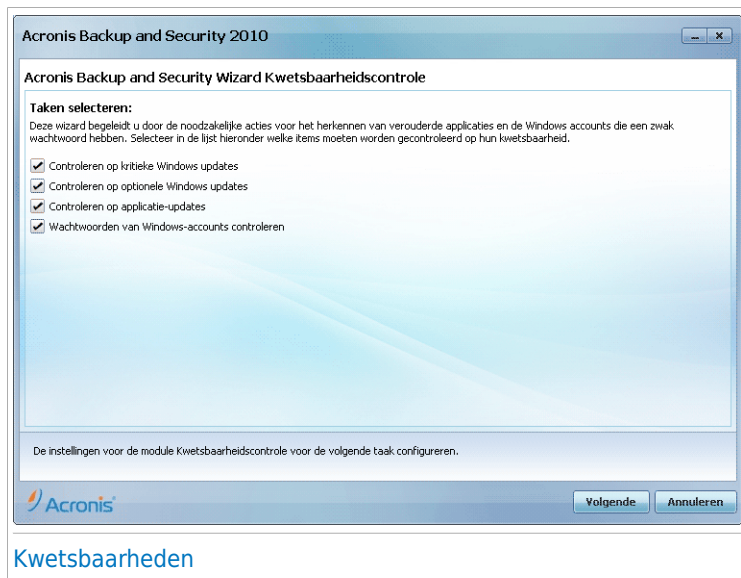 Acronis Backup and Security 2010
Acronis Backup and Security Wizard Kwetsbaarheidscontrole
Taken selecteren:
Deze wizard begeleidt u door de noodzakelijke acties voor het herkennen van verouderde applicaties en de Windows accounts die een zwak
wachtwoord hebben. Selecteer in de lijst hieronder welke items moeten worden gecontroleerd op hun kwetsbaarheid.
Controleren op kritieke Windows updates
Controleren op optionele Windows updates
Controleren op applicatie-updates
Wachtwoorden van Windows-accounts controleren
De instellingen voor de module Kwetsbaarheidscontrole voor de volgende taak configureren.
Acronis
Volgende
Annuleren
Kwetsbaarheden